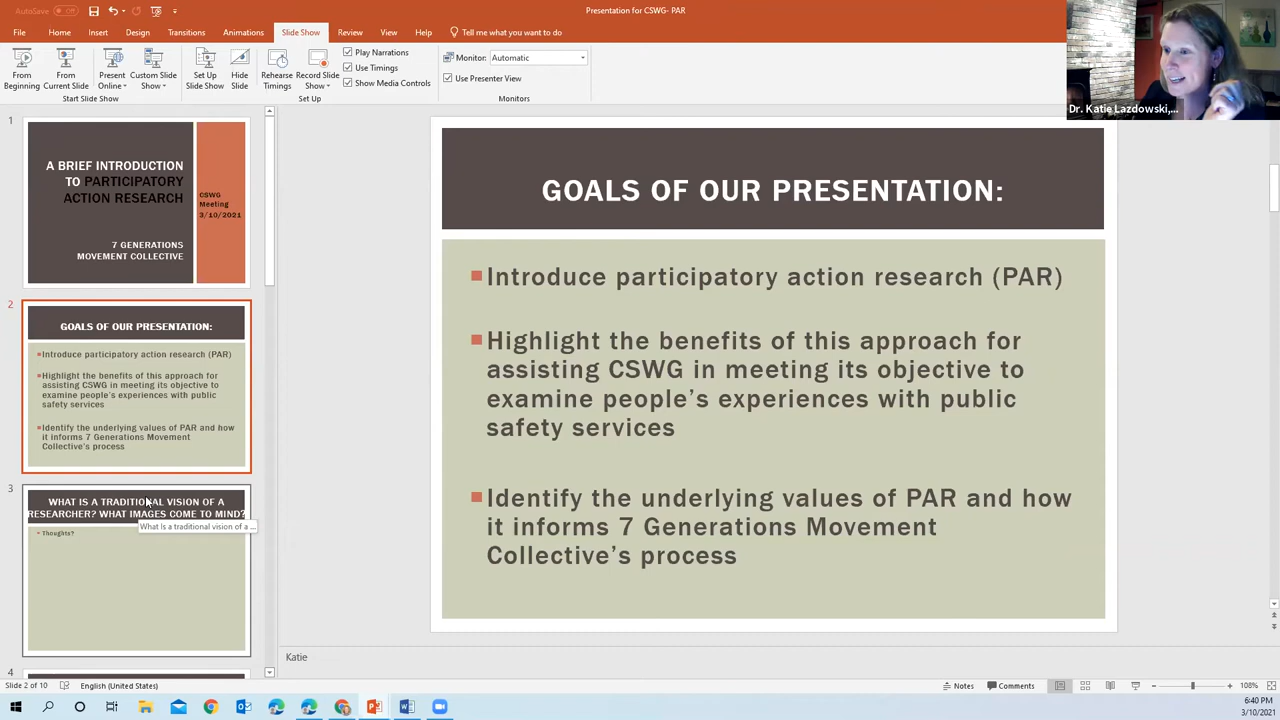 AutoSave
Off
Presentation for CSWG- PAR
File Home Insert Design Transitions Animations Slide Show Review View Help Tell me what you want to do
From Beginning
From Current Slide
Present Online
Custom Slide Show
Set Up Slide Show
Hide Slide
Rehearse Timings
Record Slide Show
Play Narrations
Use Timings
Show Media Controls
Monitor: Automatic
Use Presenter View
Start Slide Show
Set Up
Monitors
Dr. Katie Lazdowski,...
1
A BRIEF INTRODUCTION
TO PARTICIPATORY
ACTION RESEARCH
CSWG
Meeting
3/10/2021
7 GENERATIONS
MOVEMENT COLLECTIVE
2
GOALS OF OUR PRESENTATION:
Introduce participatory action research (PAR)
Highlight the benefits of this approach for
assisting CSWG in meeting its objective to
examine people's experiences with public
safety services
Identify the underlying values of PAR and how
it informs 7 Generations Movement
Collective's process
3
WHAT IS A TRADITIONAL VISION OF A
RESEARCHER? WHAT IMAGES COME TO MIND?
What is a traditional vision of a ...
Thoughts?
4
GOALS OF OUR PRESENTATION:
Introduce participatory action research (PAR)
Highlight the benefits of this approach for
assisting CSWG in meeting its objective to
examine people's experiences with public
safety services
Identify the underlying values of PAR and how
it informs 7 Generations Movement
Collective's process
Katie
Slide 2 of 10
English (United States)
Notes
Comments
108%
6:40 PM
3/10/2021